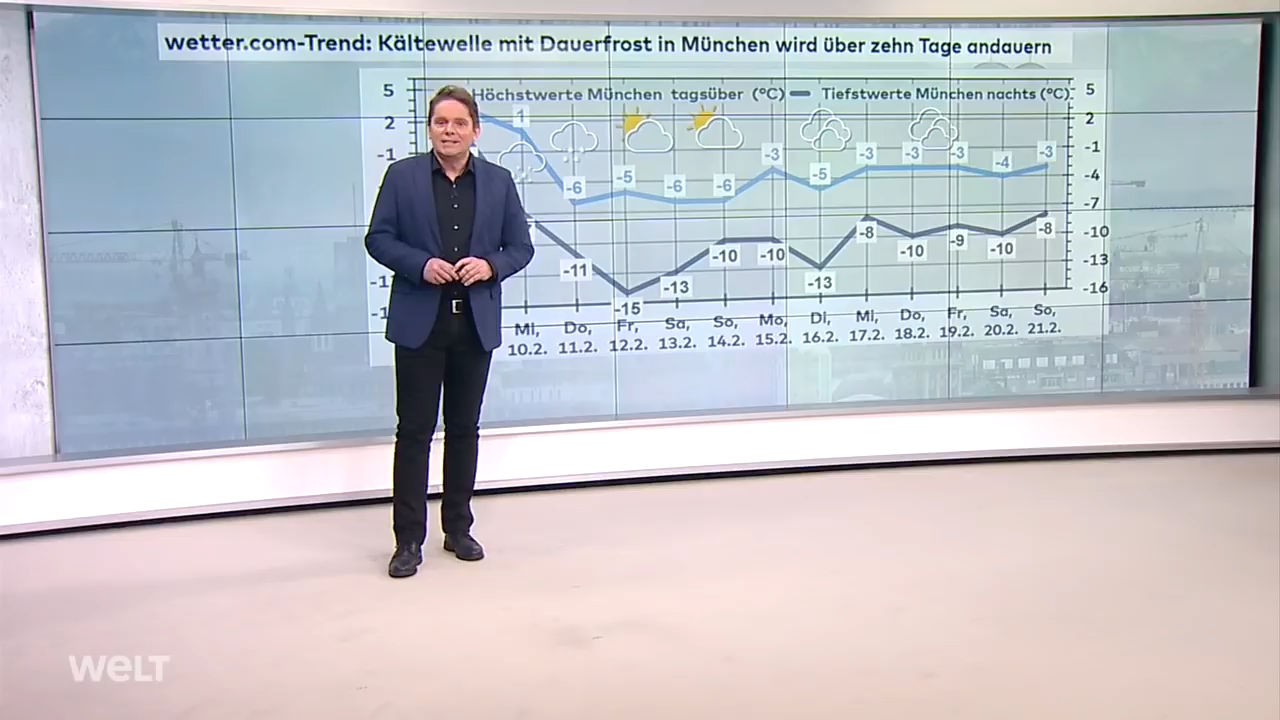 wetter.com-Trend: Kältewelle mit Dauerfrost in München wird über zehn Tage andauern
Höchstwerte München tagsüber (°C) Tiefstwerte München nachts (°C)
5 5
2 2
-1 -1
-4
-7
-10
-13
-16
1 -6 -5 -6 -6 -3 -5 -3 -3 -3 -4 -3
-11 -15 -13 -10 -10 -13 -8 -10 -9 -10 -8
Mi, Do, Fr, Sa, So, Mo, Di, Mi, Do, Fr, Sa, So,
10.2. 11.2. 12.2. 13.2. 14.2. 15.2. 16.2. 17.2. 18.2. 19.2. 20.2. 21.2.
WELT